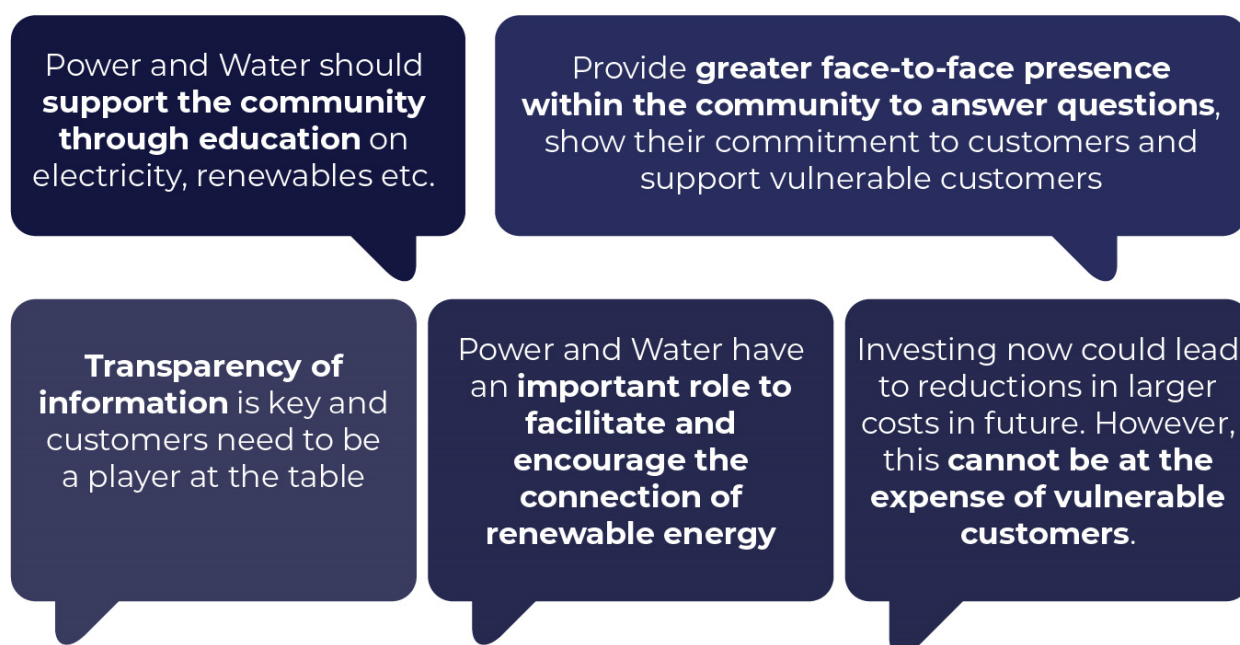 Power and Water should
support the community
through education on
electricity, renewables etc.
Provide greater face-to-face presence
within the community to answer questions,
show their commitment to customers and
support vulnerable customers
Transparency of
information is key and
customers need to be
a player at the table
Power and Water have
an important role to
facilitate and
encourage the
connection of
renewable energy
Investing now could lead
to reductions in larger
costs in future. However,
this cannot be at the
expense of vulnerable
customers.